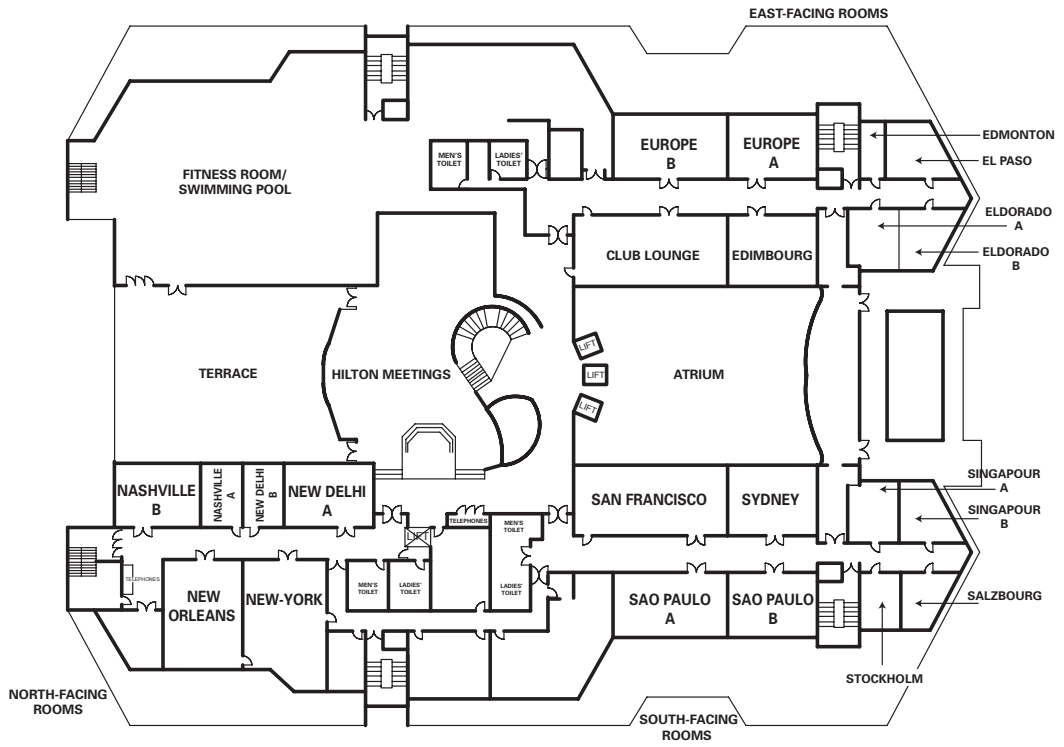 EAST-FACING ROOMS
EDMONTON
EL PASO
ELDORADO
A
ELDORADO
B
EUROPE
B
EUROPE
A
MEN'S
TOILET
LADIES'
TOILET
FITNESS ROOM/
SWIMMING POOL
CLUB LOUNGE
EDIMBOURG
TERRACE
HILTON MEETINGS
LIFT
LIFT
LIFT
ATRIUM
NASHVILLE
B
NASHVILLE
A
NEW DELHI
B
NEW DELHI
A
SAN FRANCISCO
SYDNEY
SINGAPOUR
A
SINGAPOUR
B
TELEPHONES
MEN'S
TOILET
LIFT
TELEPHONES
NEW
ORLEANS
NEW-YORK
MEN'S
TOILET
LADIES'
TOILET
LADIES'
TOILET
SAO PAULO
A
SAO PAULO
B
SALZBOURG
STOCKHOLM
NORTH-FACING
ROOMS
SOUTH-FACING
ROOMS